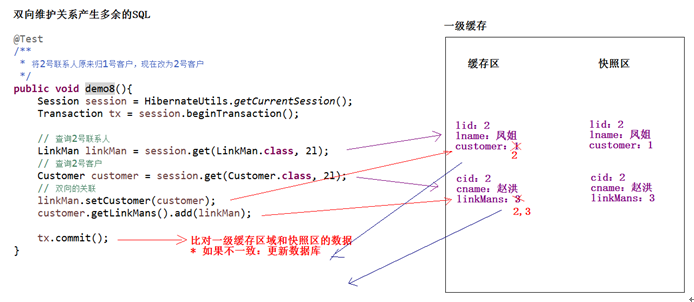 双向维护关系产生多余的SQL
@Test
/**
 * 将2号联系人原来归1号客户，现在改为2号客户
 */
public void demo8(){
    Session session = HibernateUtils.getCurrentSession();
    Transaction tx = session.beginTransaction();
    // 查询2号联系人
    LinkMan linkMan = session.get(LinkMan.class, 2l);
    // 查询2号客户
    Customer customer = session.get(Customer.class, 2l);
    // 双向的关联
    linkMan.setCustomer(customer);
    customer.getLinkMans().add(linkMan);
    tx.commit();
}
比对一级缓存区域和快照区的数据
* 如果不一致：更新数据库
一级缓存
缓存区
lid：2
lname：凤姐
customer：1
2
cid：2
cname：赵洪
linkMans：3
2,3
快照区
lid：2
lname：凤姐
customer：1
cid：2
cname：赵洪
linkMans：3